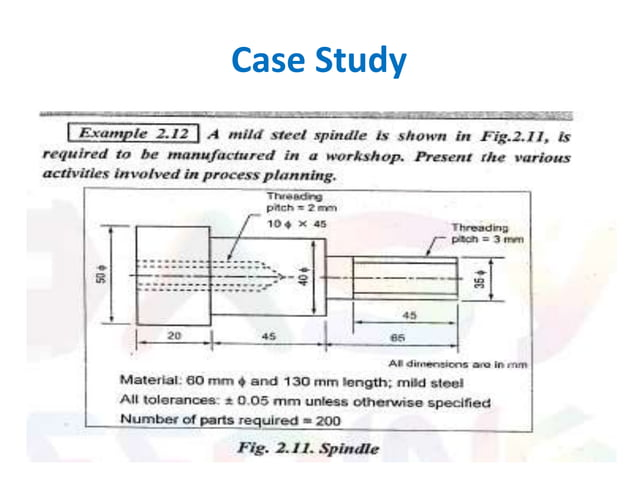 Case Study
Example 2.12 A mild steel spindle is shown in Fig.2.11, is
required to be manufactured in a workshop. Present the various
activities involved in process planning.
Threading
pitch = 2 mm
10 ϕ × 45
Threading
pitch = 3 mm
50 ϕ
40 ϕ
35 ϕ
45
20
45
65
All dimensions are in mm
Material: 60 mm ϕ and 130 mm length; mild steel
All tolerances: ± 0.05 mm unless otherwise specified
Number of parts required = 200
Fig. 2.11. Spindle